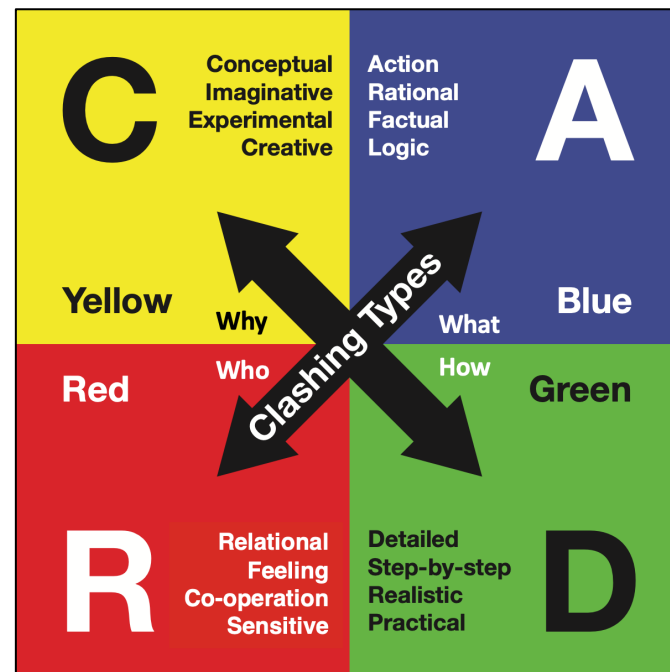 C
Conceptual
Imaginative
Experimental
Creative
Action
Rational
Factual
Logic
A
Yellow
Why
What
Blue
Clashing Types
Red
Who
How
Green
R
Relational
Feeling
Co-operation
Sensitive
Detailed
Step-by-step
Realistic
Practical
D